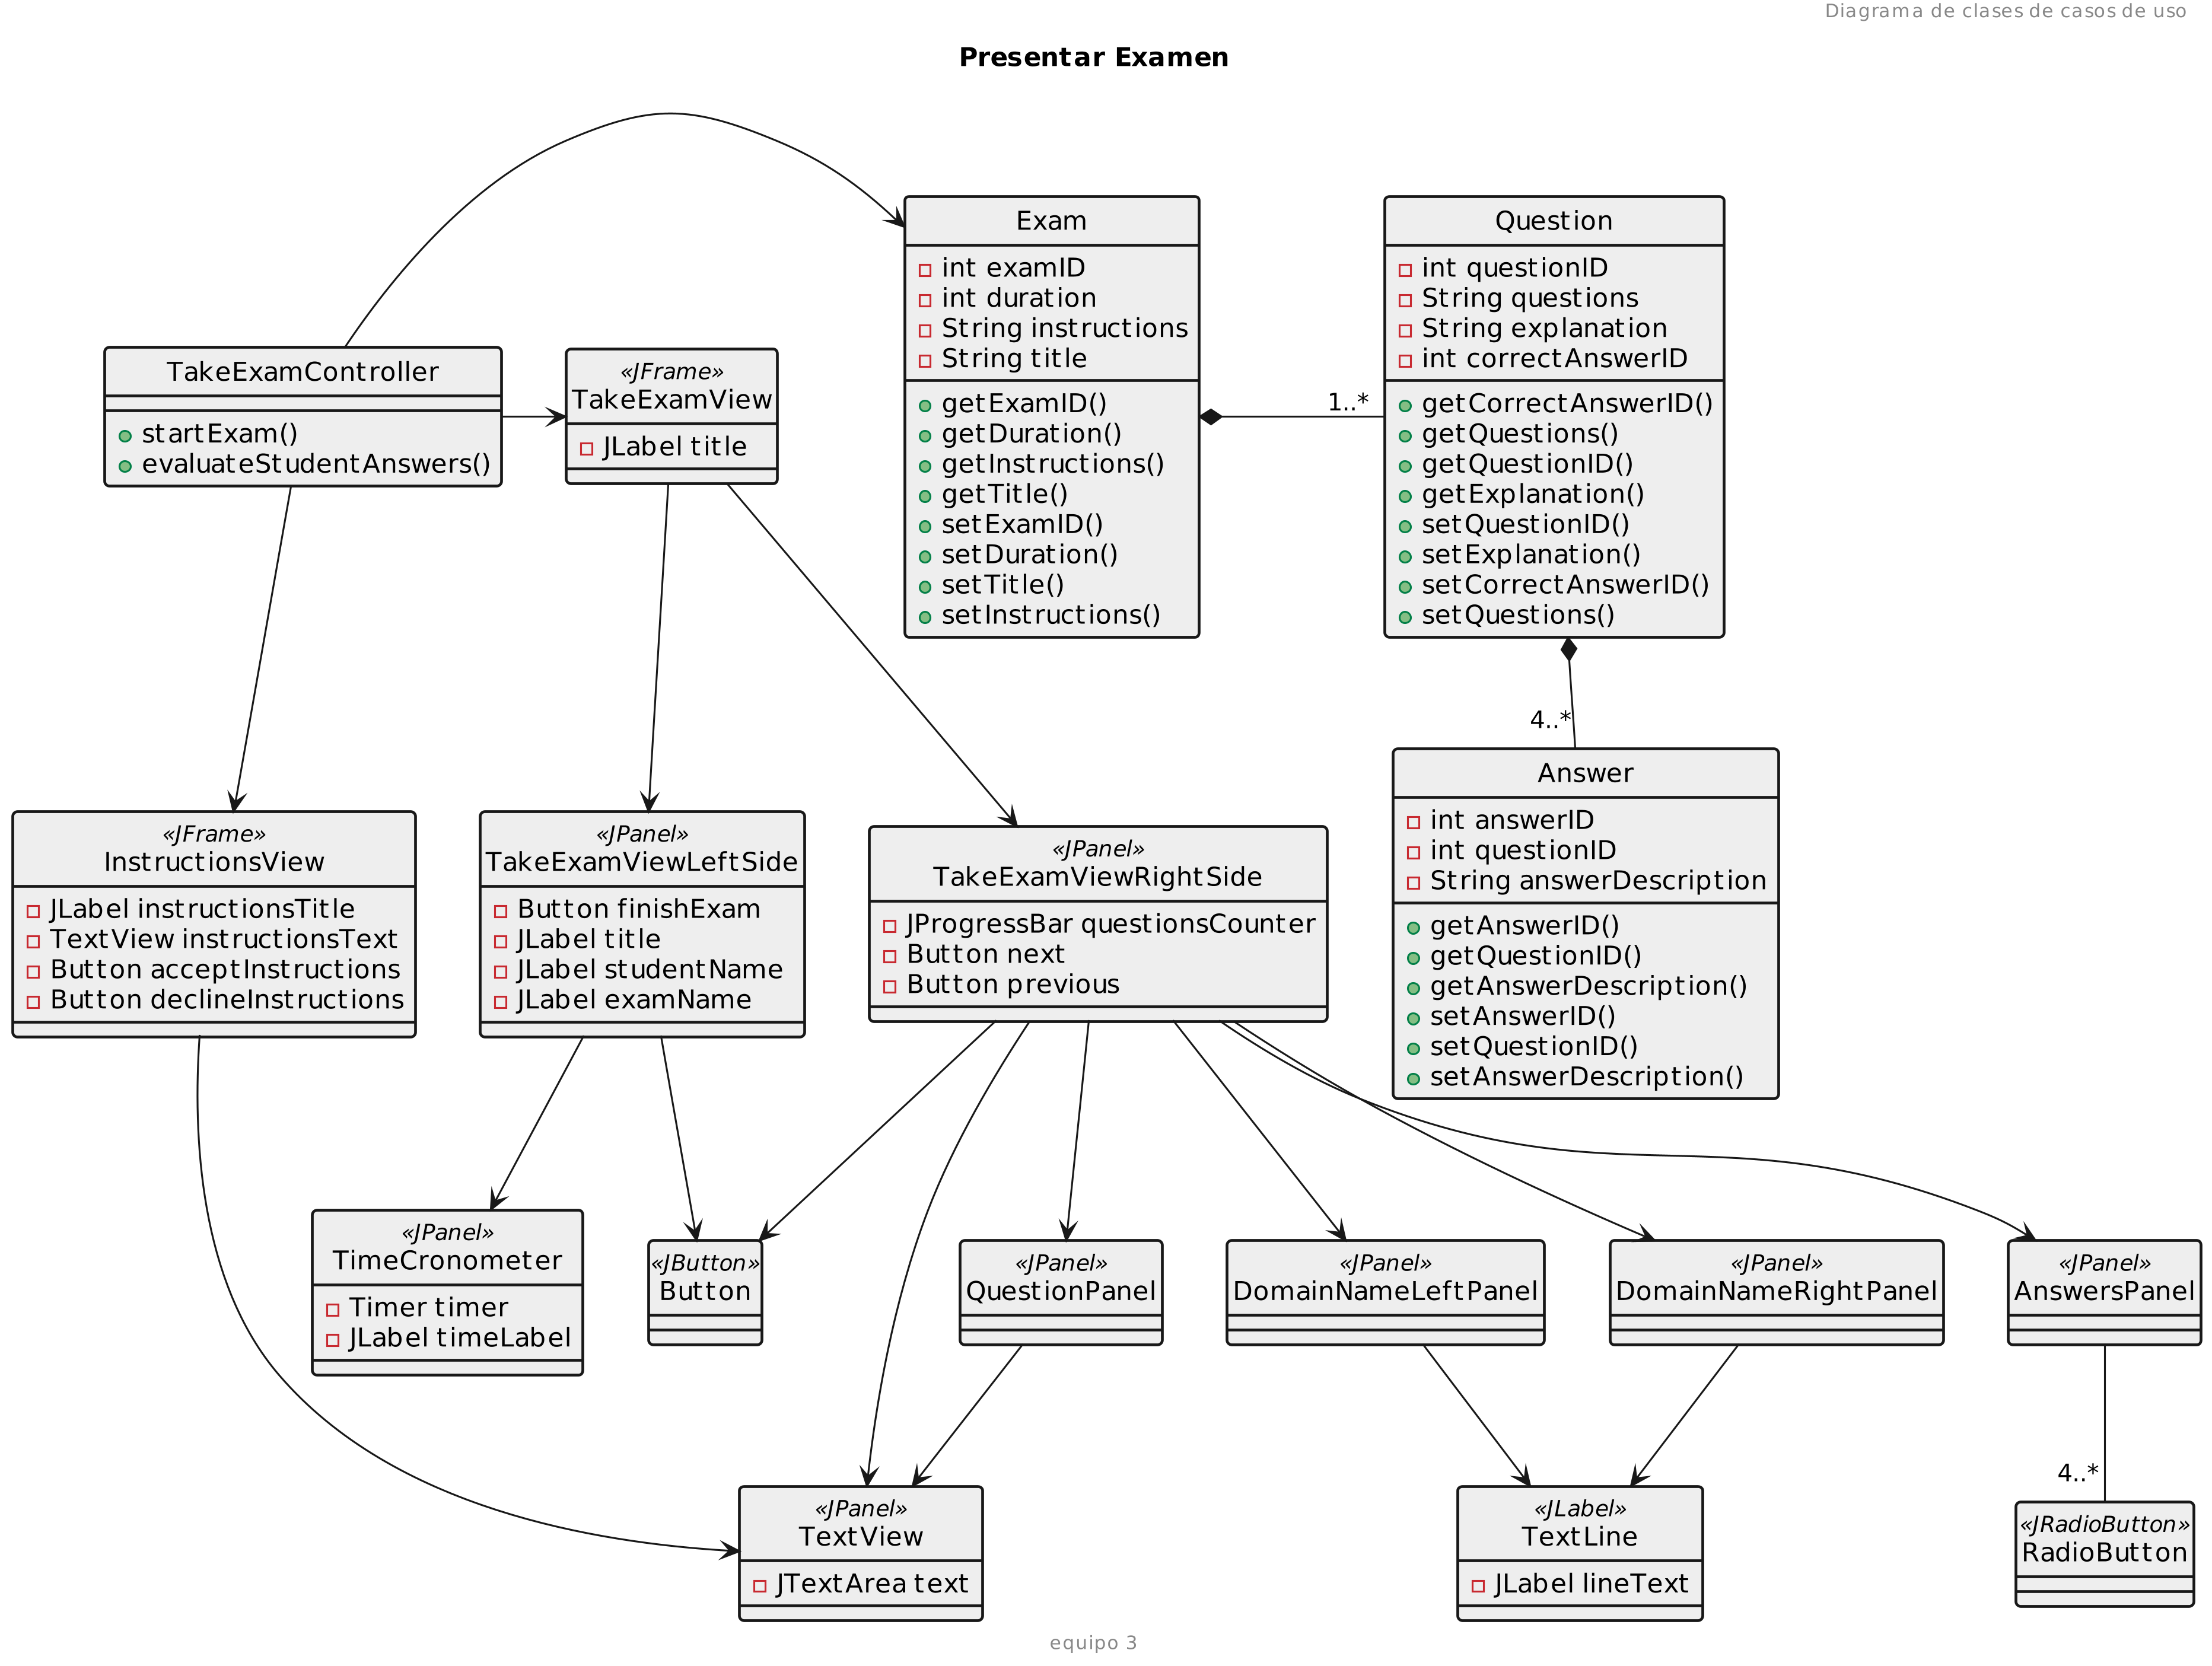 Diagrama de clases de casos de uso
Presentar Examen
TakeExamController
startExam()
evaluateStudentAnswers()
«JFrame»
TakeExamView
JLabel title
Exam
int examID
int duration
String instructions
String title
getExamID()
getDuration()
getInstructions()
getTitle()
setExamID()
setDuration()
setTitle()
setInstructions()
1..*
Question
int questionID
String questions
String explanation
int correctAnswerID
getCorrectAnswerID()
getQuestions()
getQuestionID()
getExplanation()
setQuestionID()
setExplanation()
setCorrectAnswerID()
setQuestions()
4..*
Answer
int answerID
int questionID
String answerDescription
getAnswerID()
getQuestionID()
getAnswerDescription()
setAnswerID()
setQuestionID()
setAnswerDescription()
«JFrame»
InstructionsView
JLabel instructionsTitle
TextView instructionsText
Button acceptInstructions
Button declineInstructions
«JPanel»
TakeExamViewLeftSide
Button finishExam
JLabel title
JLabel studentName
JLabel examName
«JPanel»
TakeExamViewRightSide
JProgressBar questionsCounter
Button next
Button previous
«JPanel»
TimeCronometer
Timer timer
JLabel timeLabel
«JButton»
Button
«JPanel»
QuestionPanel
«JPanel»
DomainNameLeftPanel
«JPanel»
DomainNameRightPanel
«JPanel»
AnswersPanel
4..*
«JPanel»
TextView
JTextArea text
«JLabel»
TextLine
JLabel lineText
«JRadioButton»
RadioButton
equipo 3